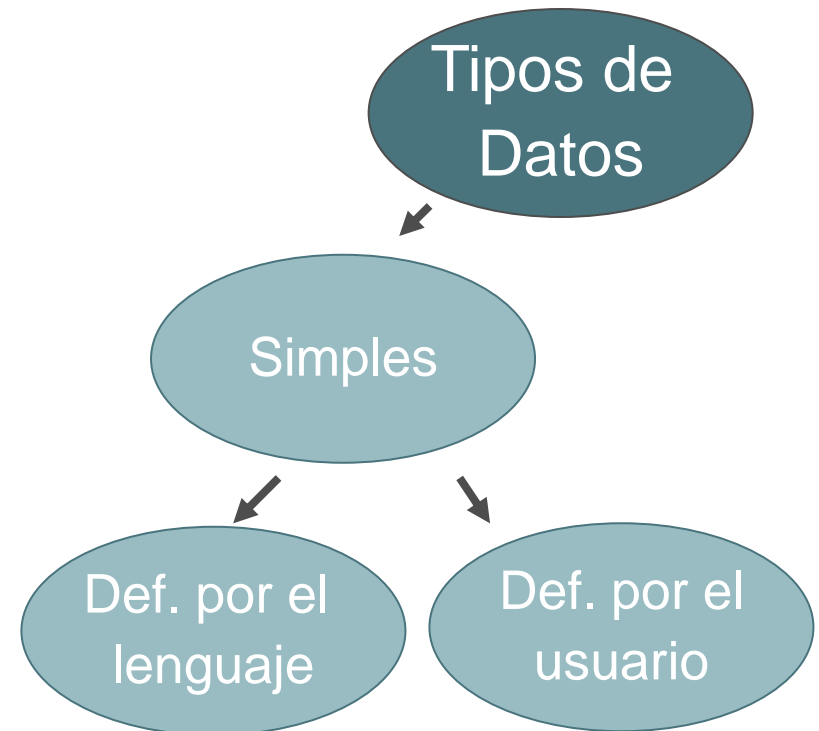 Tipos de
Datos
Simples
Def. por el
lenguaje
Def. por el
usuario